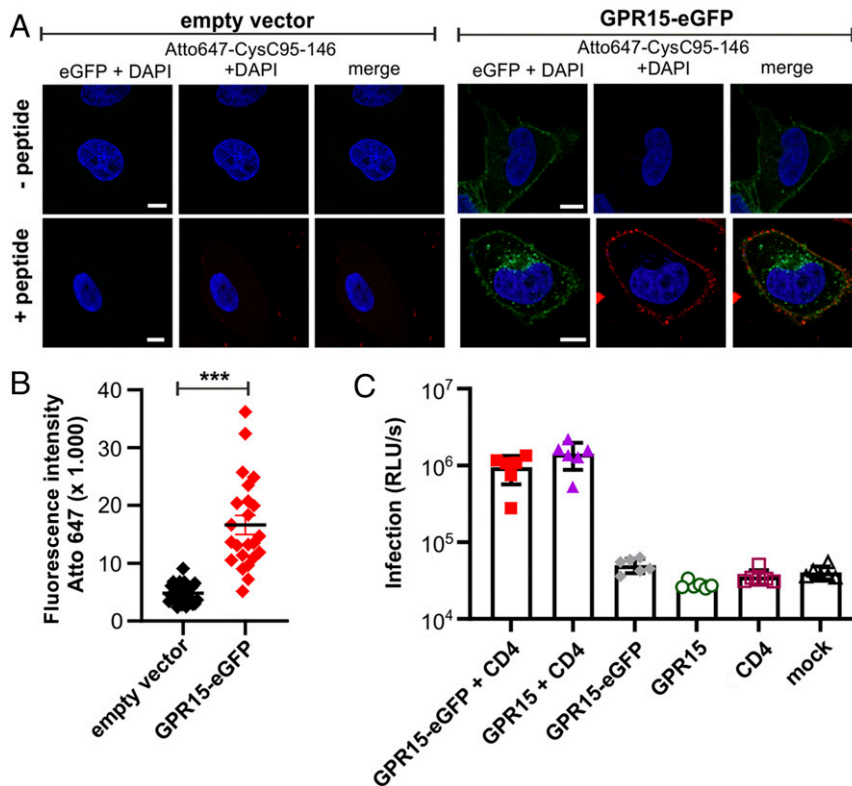 A
empty vector
GPR15-eGFP
Atto647-CysC95-146
eGFP + DAPI +DAPI merge
Atto647-CysC95-146
eGFP + DAPI +DAPI merge
- peptide
+ peptide
B
***
Fluorescence intensity
Atto 647 (x 1.000)
40
30
20
10
0
empty vector
GPR15-eGFP
C
Infection (RLU/s)
10⁷
10⁶
10⁵
10⁴
GPR15-eGFP + CD4
GPR15 + CD4
GPR15-eGFP
GPR15
CD4
mock